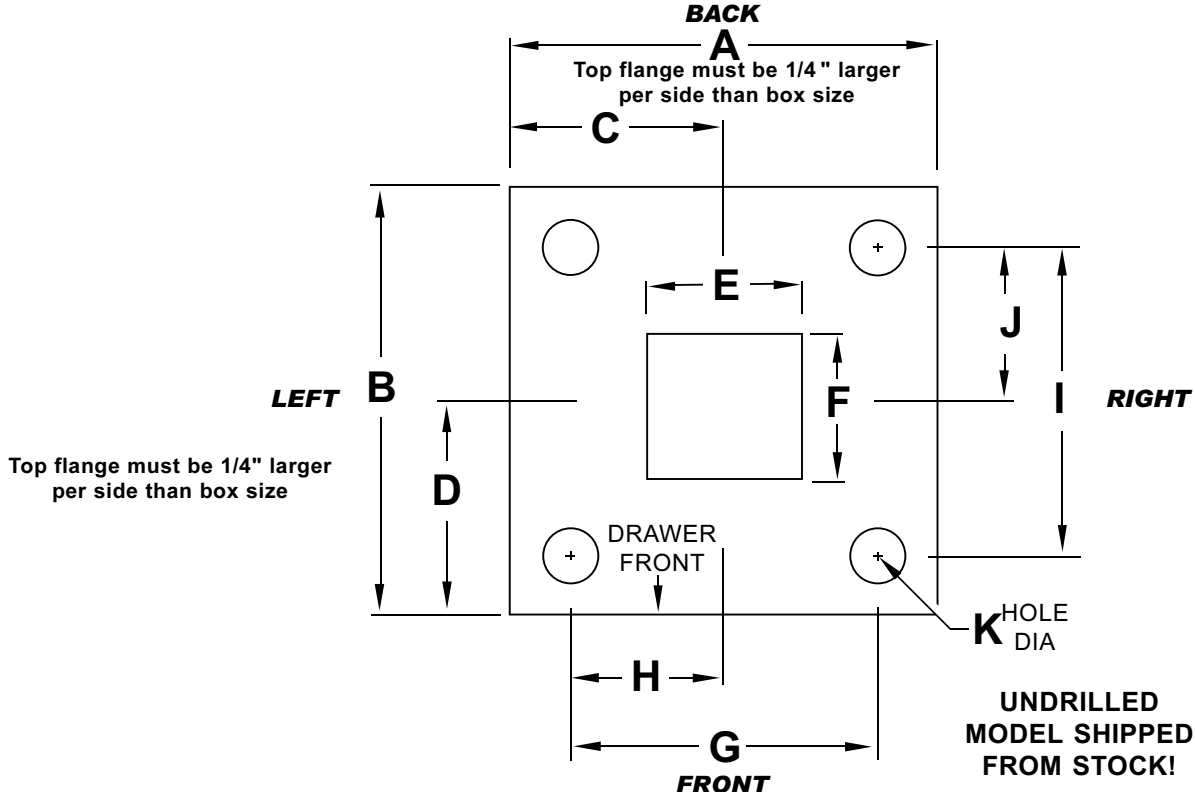 BACK
A
Top flange must be 1/4" larger
per side than box size
C
E
J
B
LEFT
F
I
RIGHT
Top flange must be 1/4" larger
per side than box size
D
DRAWER
FRONT
K HOLE
DIA
H
UNDRILLED
MODEL SHIPPED
FROM STOCK!
G
FRONT